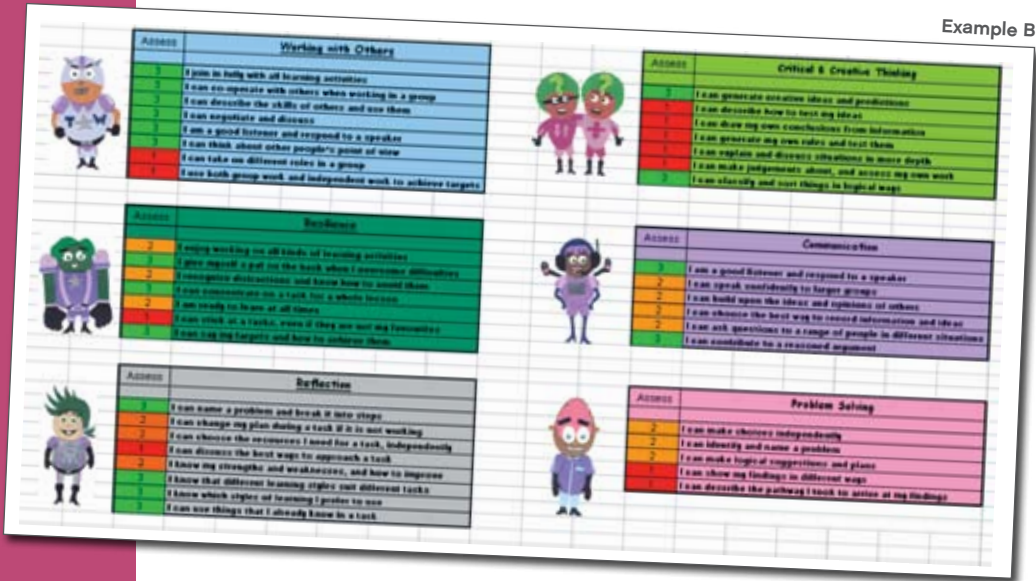 Example B
Assess Working with Others
3 I join in fully with all learning activities
3 I can co-operate with others when working in a group
3 I can describe the skills of others and use them
3 I can negotiate and discuss
3 I am a good listener and respond to a speaker
3 I can think about other people's point of view
1 I can take on different roles in a group
1 I use both group work and independent work to achieve targets
Assess Critical & Creative Thinking
3 I can generate creative ideas and predictions
1 I can describe how to test my ideas
1 I can draw my own conclusions from information
1 I can generate my own rules and test them
1 I can explain and discuss situations in more depth
1 I can make judgements about, and assess my own work
3 I can classify and sort things in logical ways
Assess Resilience
2 I enjoy working on all kinds of learning activities
3 I give myself a pat on the back when I overcome difficulties
2 I recognise distractions and know how to avoid them
3 I can concentrate on a task for a whole lesson
2 I am ready to learn at all times
1 I can stick at a tasks, even if they are not my favourites
3 I can say my targets and how to achieve them
Assess Communication
3 I am a good listener and respond to a speaker
2 I can speak confidently to larger groups
2 I can build upon the ideas and opinions of others
2 I can choose the best way to record information and ideas
2 I can ask questions to a range of people in different situations
3 I can contribute to a reasoned argument
Assess Reflection
3 I can name a problem and break it into steps
2 I can change my plan during a task if it is not working
2 I can choose the resources I need for a task, independently
1 I can discuss the best ways to approach a task
2 I know my strengths and weaknesses, and how to improve
3 I know that different learning styles suit different tasks
3 I know which styles of learning I prefer to use
3 I can use things that I already know in a task
Assess Problem Solving
2 I can make choices independently
2 I can identify and name a problem
2 I can make logical suggestions and plans
1 I can show my findings in different ways
1 I can describe the pathway I took to arrive at my findings